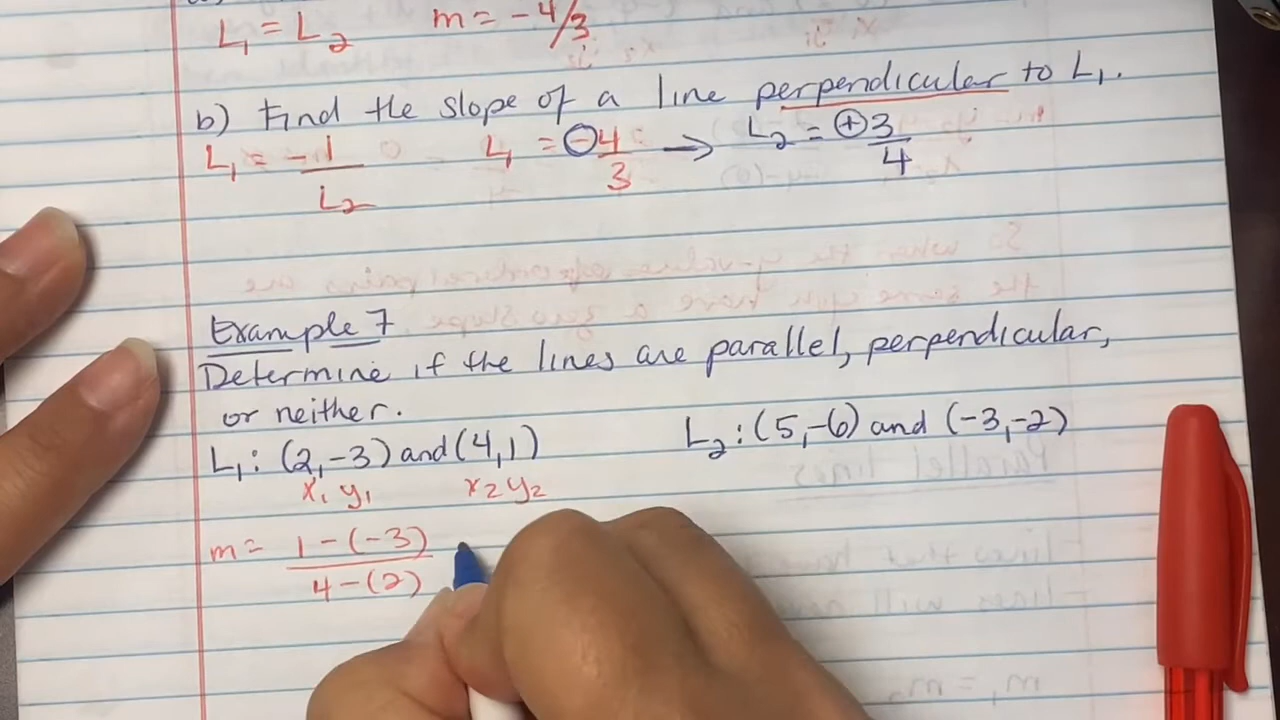 L₁ = L₂ m = -4/3
b) Find the slope of a line perpendicular to L₁.
L₁ = -1/L₂ L₁ = -4/3 → L₂ = +3/4
Example 7
Determine if the lines are parallel, perpendicular,
or neither.
L₁: (2,-3) and (4,1) L₂: (5,-6) and (-3,-2)
x₁ y₁ x₂ y₂
m = 1-(-3)/4-(2)